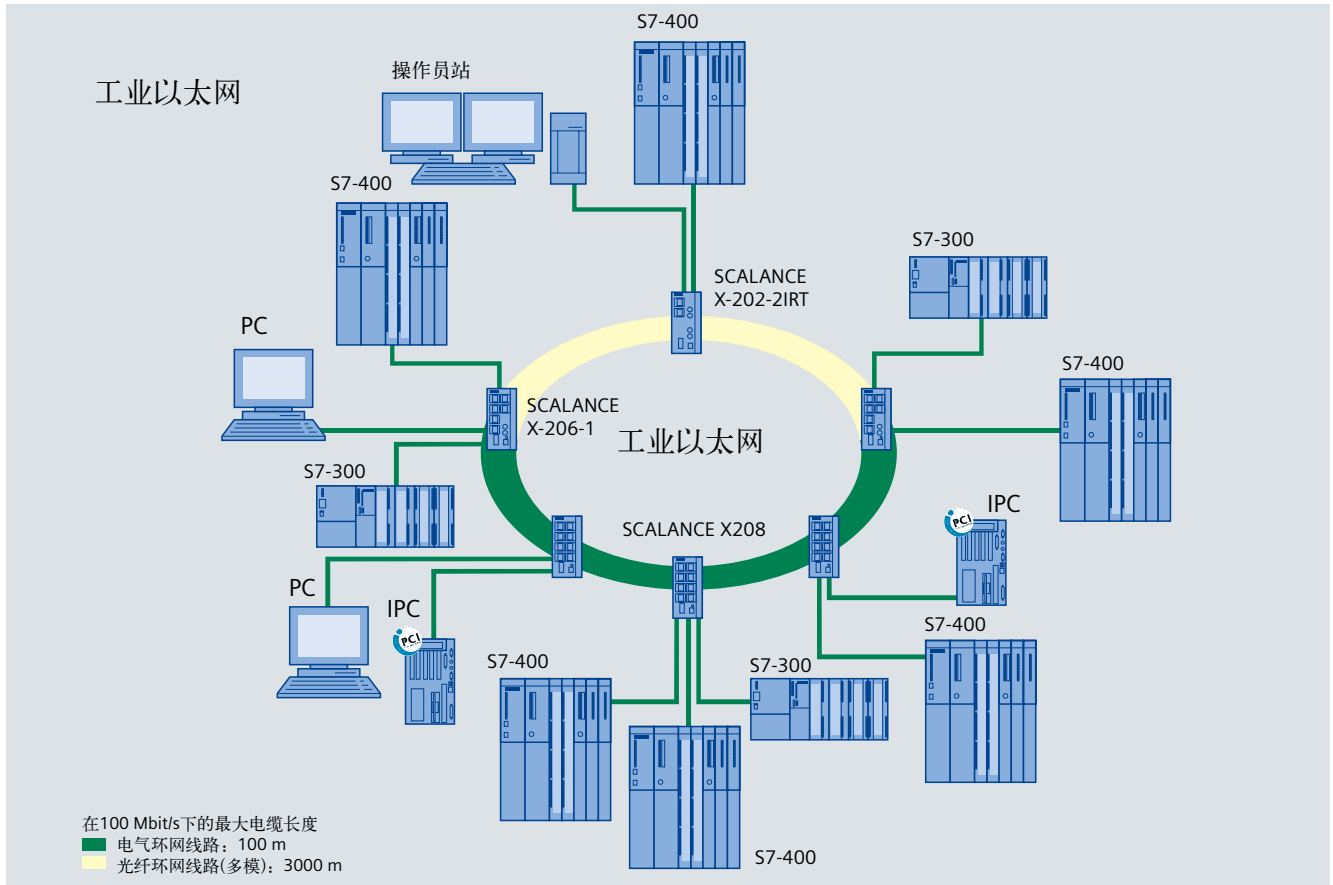 S7-400
工业以太网
操作员站
S7-400
S7-300
SCALANCE
X-202-2IRT
PC
S7-400
SCALANCE
X-206-1
工业以太网
S7-300
PCI
IPC
SCALANCE X208
PC
IPC
PCI
S7-400
S7-400
S7-300
在100 Mbit/s下的最大电缆长度
电气环网线路：100 m
光纤环网线路(多模)：3000 m
S7-400